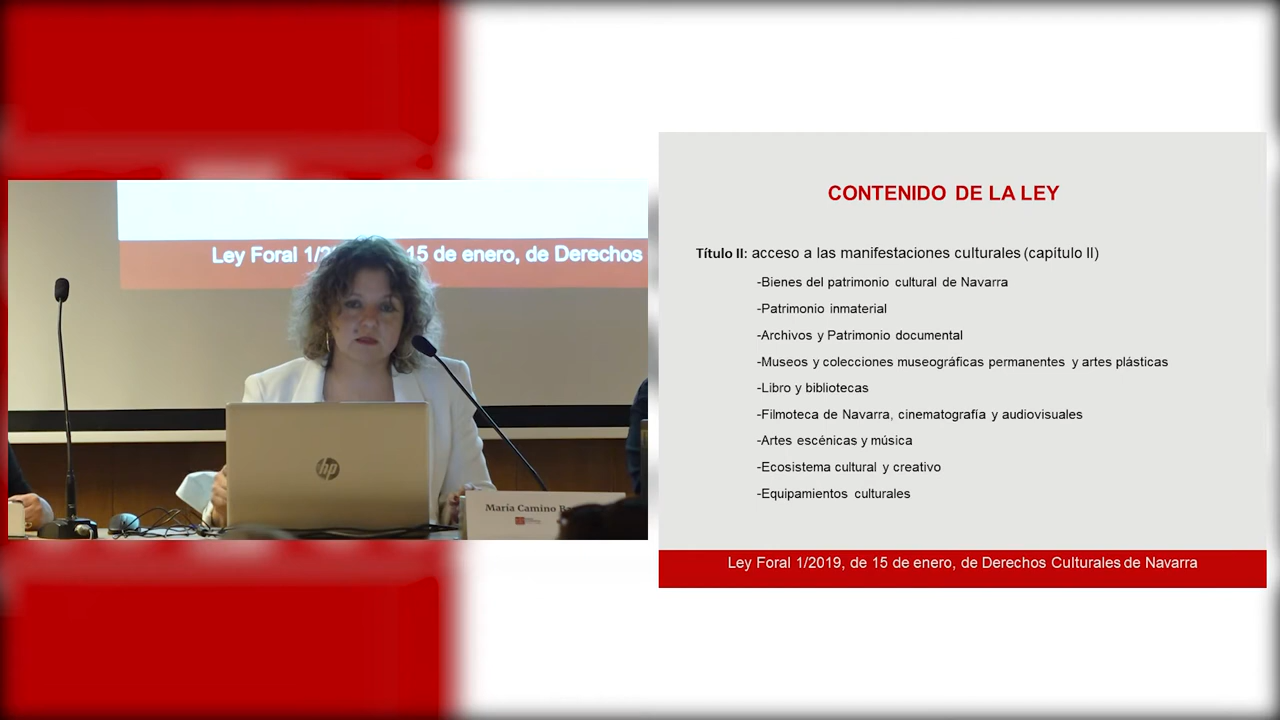 Ley Foral 1/2 15 de enero, de Derechos
hp
María Camino
CONTENIDO DE LA LEY
Título II: acceso a las manifestaciones culturales (capítulo II)
-Bienes del patrimonio cultural de Navarra
-Patrimonio inmaterial
-Archivos y Patrimonio documental
-Museos y colecciones museográficas permanentes y artes plásticas
-Libro y bibliotecas
-Filmoteca de Navarra, cinematografía y audiovisuales
-Artes escénicas y música
-Ecosistema cultural y creativo
-Equipamientos culturales
Ley Foral 1/2019, de 15 de enero, de Derechos Culturales de Navarra